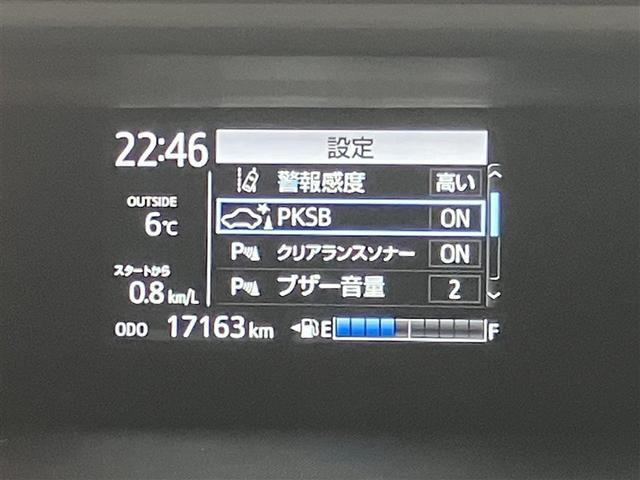 22:46
設定
警報感度 高い
OUTSIDE
6℃
PKSB ON
クリアランスソナー ON
スタートから
0.8 km/L
ブザー音量 2
ODO 17163 km
E F